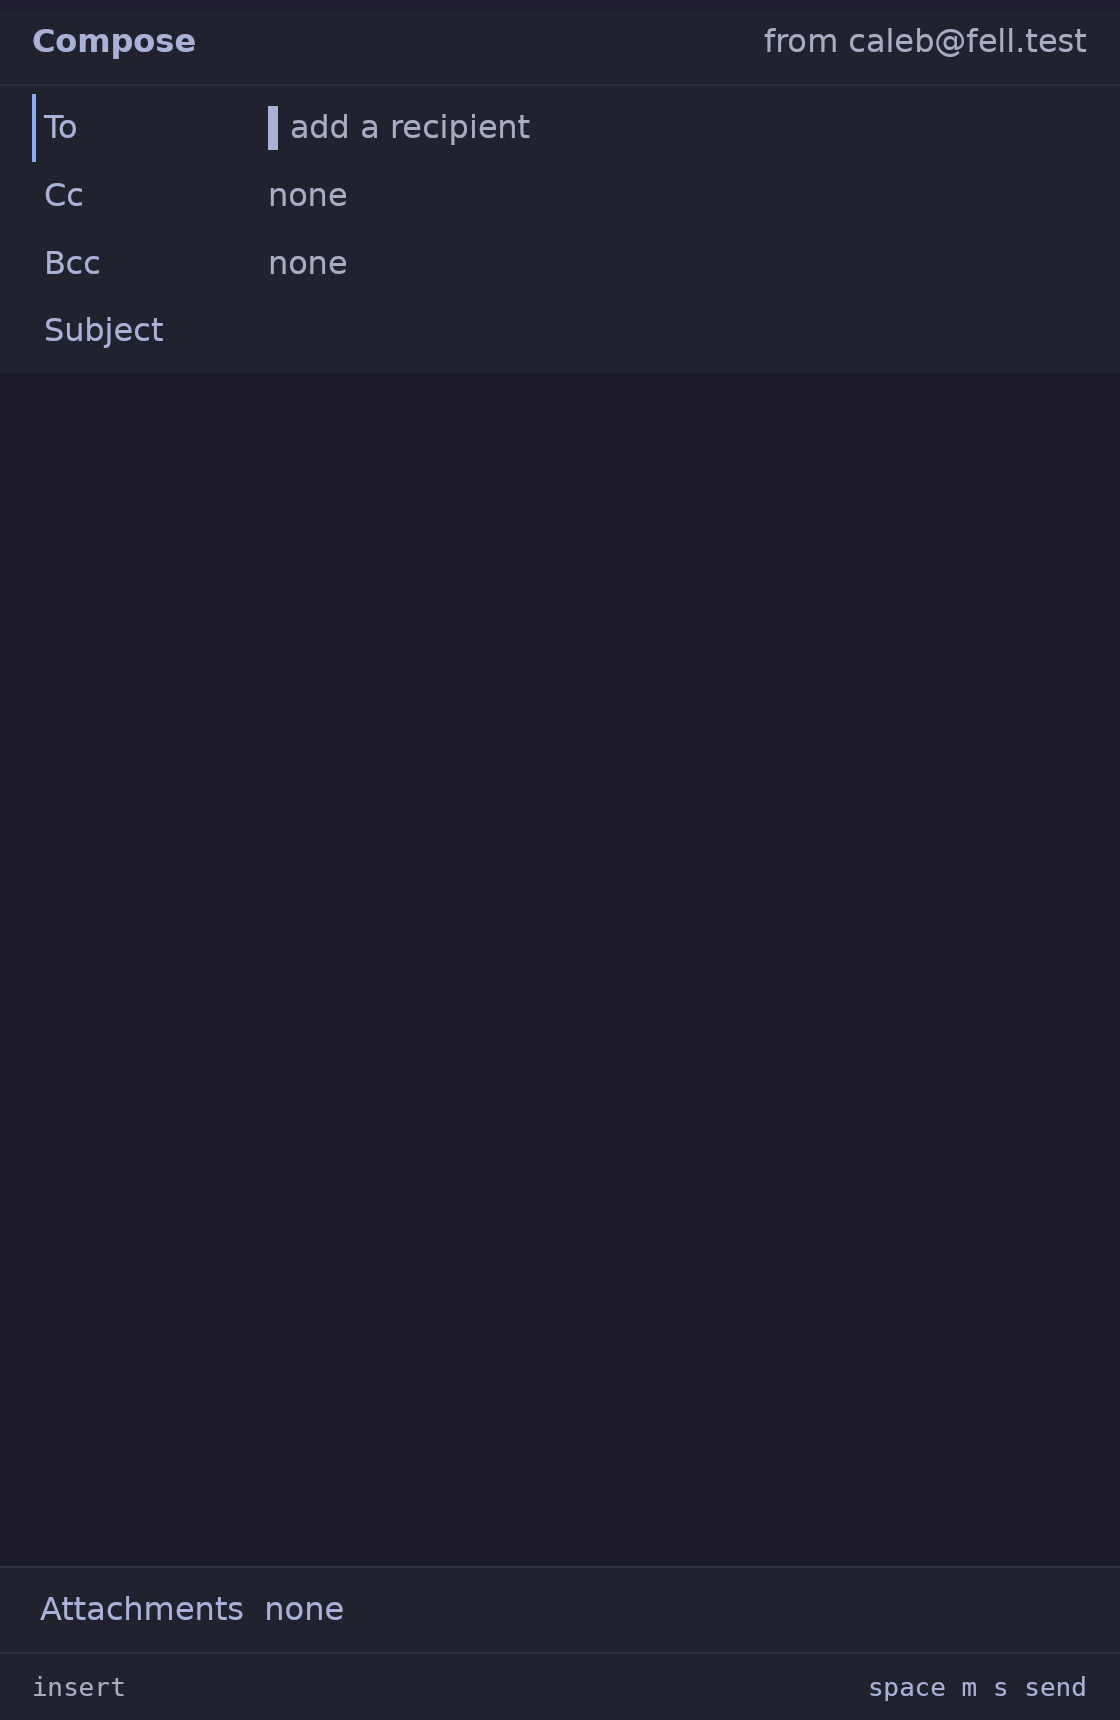 Compose from caleb@fell.test
To add a recipient
Cc none
Bcc none
Subject
Attachments none
insert space m s send